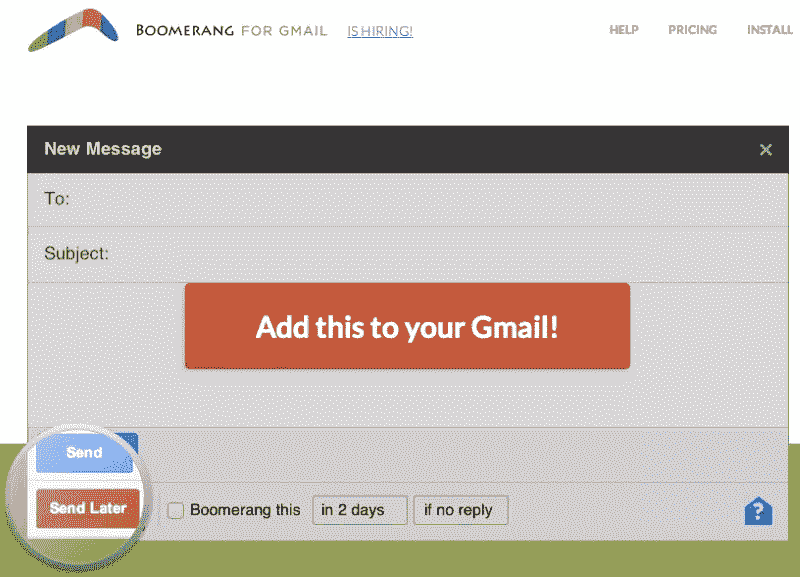 BOOMERANG FOR GMAIL IS HIRING! HELP PRICING INSTALL
New Message ×
To:
Subject:
Add this to your Gmail!
Send
Send Later Boomerang this in 2 days if no reply ?